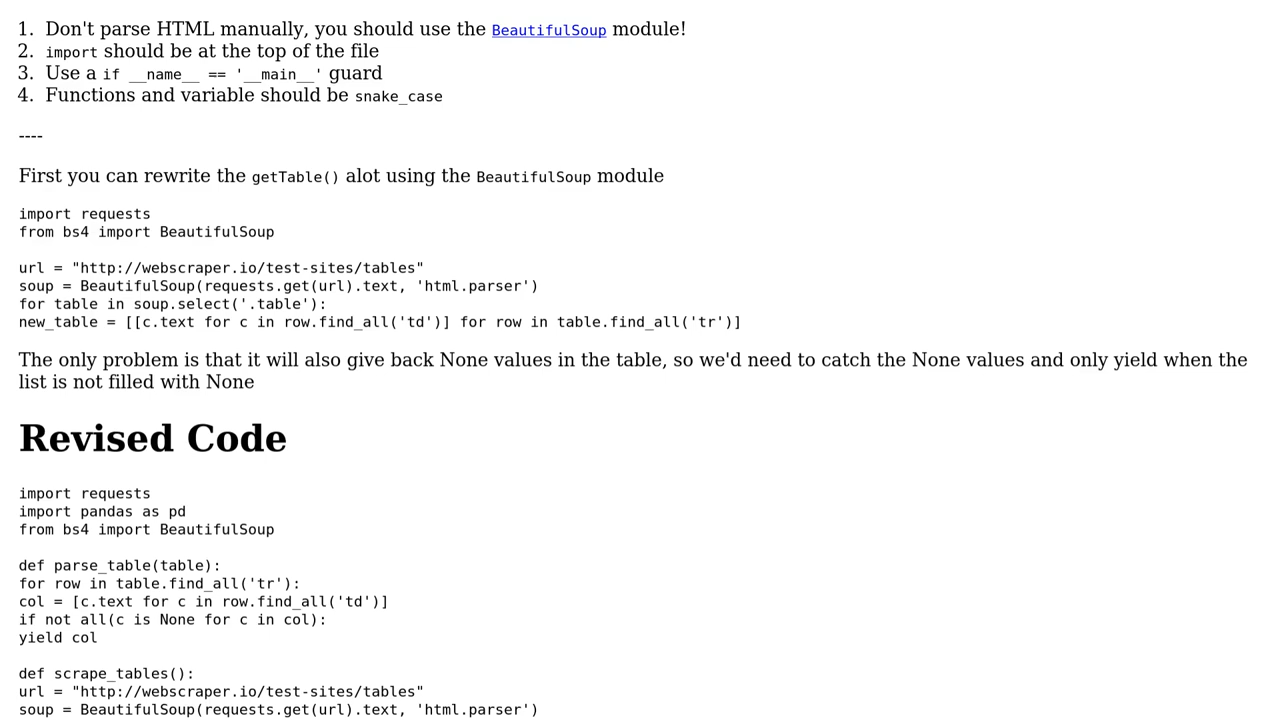 1. Don't parse HTML manually, you should use the BeautifulSoup module!
2. import should be at the top of the file
3. Use a if __name__ == '__main__' guard
4. Functions and variable should be snake_case
----
First you can rewrite the getTable() alot using the BeautifulSoup module
import requests
from bs4 import BeautifulSoup
url = "http://webscraper.io/test-sites/tables"
soup = BeautifulSoup(requests.get(url).text, 'html.parser')
for table in soup.select('.table'):
new_table = [[c.text for c in row.find_all('td')] for row in table.find_all('tr')]
The only problem is that it will also give back None values in the table, so we'd need to catch the None values and only yield when the
list is not filled with None
Revised Code
import requests
import pandas as pd
from bs4 import BeautifulSoup
def parse_table(table):
for row in table.find_all('tr'):
col = [c.text for c in row.find_all('td')]
if not all(c is None for c in col):
yield col
def scrape_tables():
url = "http://webscraper.io/test-sites/tables"
soup = BeautifulSoup(requests.get(url).text, 'html.parser')